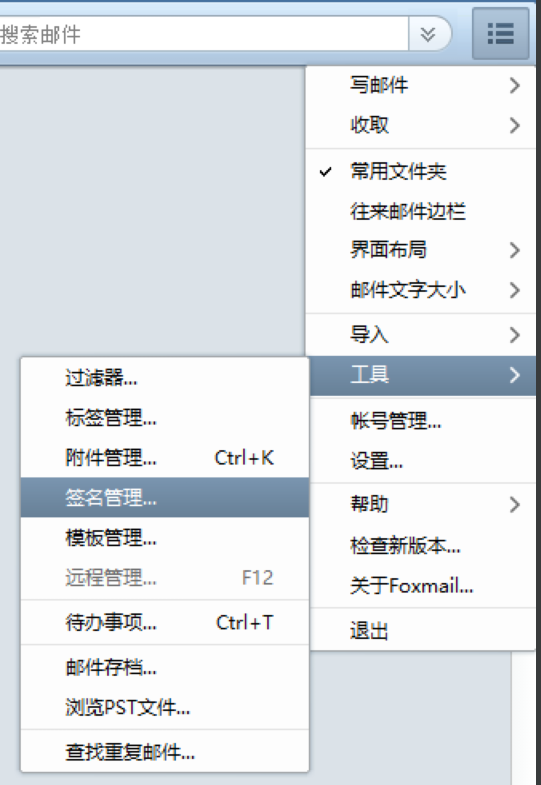 搜索邮件
写邮件
收取
常用文件夹
往来邮件边栏
界面布局
邮件文字大小
导入
工具
帐号管理...
设置...
帮助
检查新版本...
关于Foxmail...
退出
过滤器...
标签管理...
附件管理... Ctrl+K
签名管理...
模板管理...
远程管理... F12
待办事项... Ctrl+T
邮件存档...
浏览PST文件...
查找重复邮件...